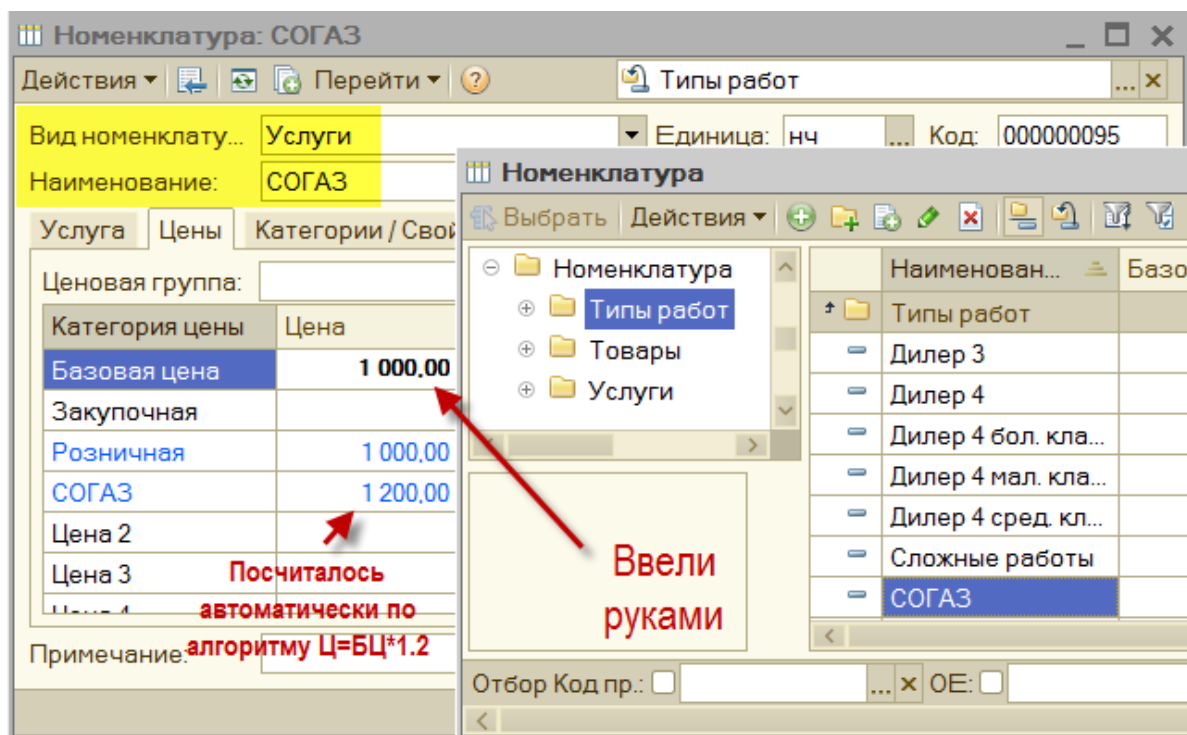 Номенклатура: СОГАЗ
Действия Перейти Типы работ ...
Вид номенклату... Услуги Единица: нч ... Код: 000000095
Наименование: СОГАЗ
Услуга Цены Категории / Свой
Ценовая группа:
Категория цены Цена
Базовая цена 1 000,00
Закупочная
Розничная 1 000,00
СОГАЗ 1 200,00
Цена 2
Цена 3
Посчиталось
автоматически по
алгоритму Ц=БЦ*1.2
Примечание:
Номенклатура
Выбрать Действия
Номенклатура
Типы работ
Товары
Услуги
Наименован... Базо
Типы работ
Дилер 3
Дилер 4
Дилер 4 бол. кла...
Дилер 4 мал. кла...
Дилер 4 сред. кл...
Сложные работы
СОГАЗ
Ввели
руками
Отбор Код пр.: ... ОЕ: